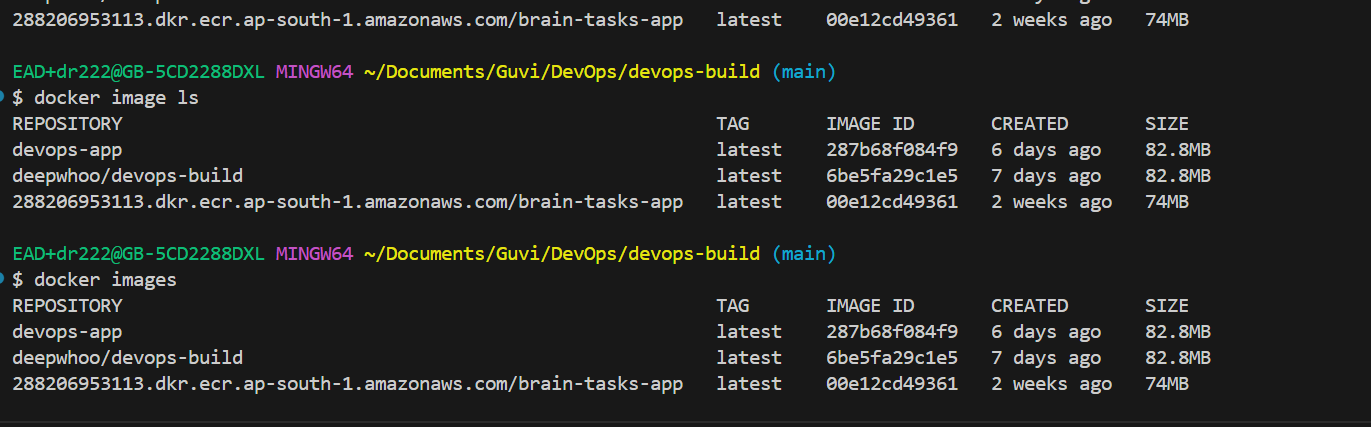 288206953113.dkr.ecr.ap-south-1.amazonaws.com/brain-tasks-app latest 00e12cd49361 2 weeks ago 74MB
EAD+dr222@GB-5CD2288DXL MINGW64 ~/Documents/Guvi/DevOps/devops-build (main)
$ docker image ls
REPOSITORY TAG IMAGE ID CREATED SIZE
devops-app latest 287b68f084f9 6 days ago 82.8MB
deepwhoo/devops-build latest 6be5fa29c1e5 7 days ago 82.8MB
288206953113.dkr.ecr.ap-south-1.amazonaws.com/brain-tasks-app latest 00e12cd49361 2 weeks ago 74MB
EAD+dr222@GB-5CD2288DXL MINGW64 ~/Documents/Guvi/DevOps/devops-build (main)
$ docker images
REPOSITORY TAG IMAGE ID CREATED SIZE
devops-app latest 287b68f084f9 6 days ago 82.8MB
deepwhoo/devops-build latest 6be5fa29c1e5 7 days ago 82.8MB
288206953113.dkr.ecr.ap-south-1.amazonaws.com/brain-tasks-app latest 00e12cd49361 2 weeks ago 74MB